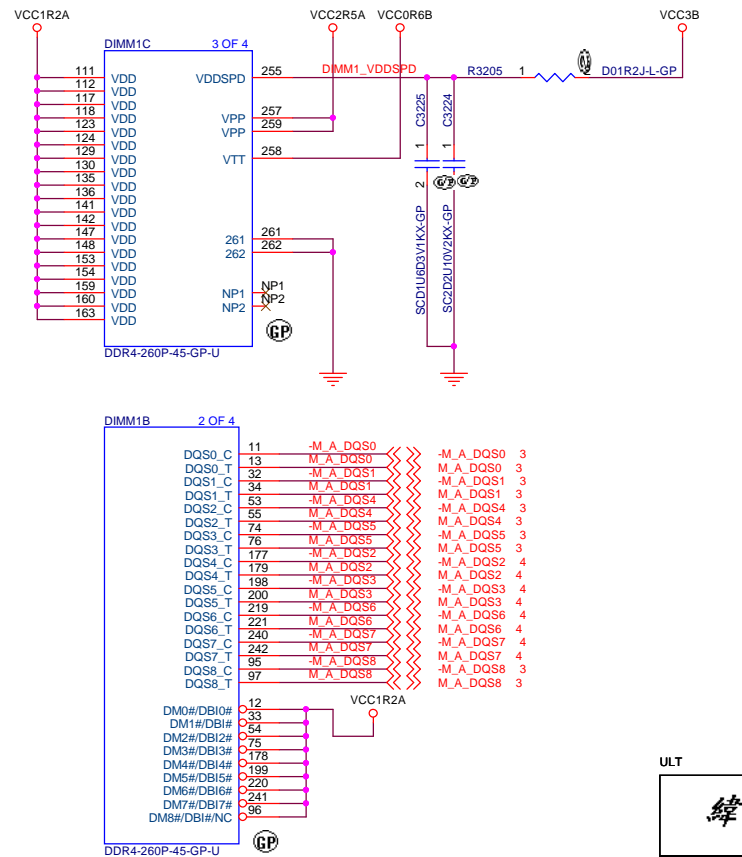 VCC1R2A VCC2R5A VCC0R6B VCC3B
DIMM1C 3 OF 4
111 VDD VDDSPD 255 DIMM1_VDDSPD R3205 1 D01R2J-L-GP
112 VDD
117 VDD
118 VDD VPP 257
123 VDD VPP 259
124 VDD
129 VDD VTT 258
130 VDD
135 VDD
136 VDD
141 VDD
142 VDD
147 VDD 261 261
148 VDD 262 262
153 VDD
154 VDD
159 VDD NP1 NP1
160 VDD NP2 NP2
163 VDD
GP
DDR4-260P-45-GP-U
C3225 1 2 SCD1U6D3V1KX-GP
C3224 1 SC2D2U10V2KX-GP
G/P G/P
DIMM1B 2 OF 4
DQS0_C 11 -M_A_DQS0 -M_A_DQS0 3
DQS0_T 13 M_A_DQS0 M_A_DQS0 3
DQS1_C 32 -M_A_DQS1 -M_A_DQS1 3
DQS1_T 34 M_A_DQS1 M_A_DQS1 3
DQS2_C 53 -M_A_DQS4 -M_A_DQS4 3
DQS2_T 55 M_A_DQS4 M_A_DQS4 3
DQS3_C 74 -M_A_DQS5 -M_A_DQS5 3
DQS3_T 76 M_A_DQS5 M_A_DQS5 3
DQS4_C 177 -M_A_DQS2 -M_A_DQS2 4
DQS4_T 179 M_A_DQS2 M_A_DQS2 4
DQS5_C 198 -M_A_DQS3 -M_A_DQS3 4
DQS5_T 200 M_A_DQS3 M_A_DQS3 4
DQS6_C 219 -M_A_DQS6 -M_A_DQS6 4
DQS6_T 221 M_A_DQS6 M_A_DQS6 4
DQS7_C 240 -M_A_DQS7 -M_A_DQS7 4
DQS7_T 242 M_A_DQS7 M_A_DQS7 4
DQS8_C 95 -M_A_DQS8 -M_A_DQS8 3
DQS8_T 97 M_A_DQS8 M_A_DQS8 3
VCC1R2A
DM0#/DBI0# 12
DM1#/DBI# 33
DM2#/DBI2# 54
DM3#/DBI3# 75
DM4#/DBI4# 178
DM5#/DBI5# 199
DM6#/DBI6# 220
DM7#/DBI7# 241
DM8#/DBI#/NC 96
GP
DDR4-260P-45-GP-U
ULT
緯